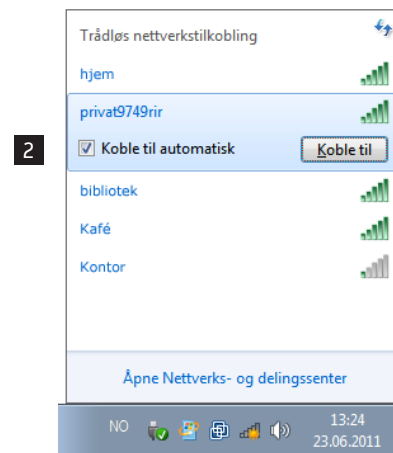 Trådløs nettverkstilkobling
hjem
privat9749rir
2
Koble til automatisk
Koble til
bibliotek
Kafé
Kontor
Åpne Nettverks- og delingssenter
NO
13:24
23.06.2011